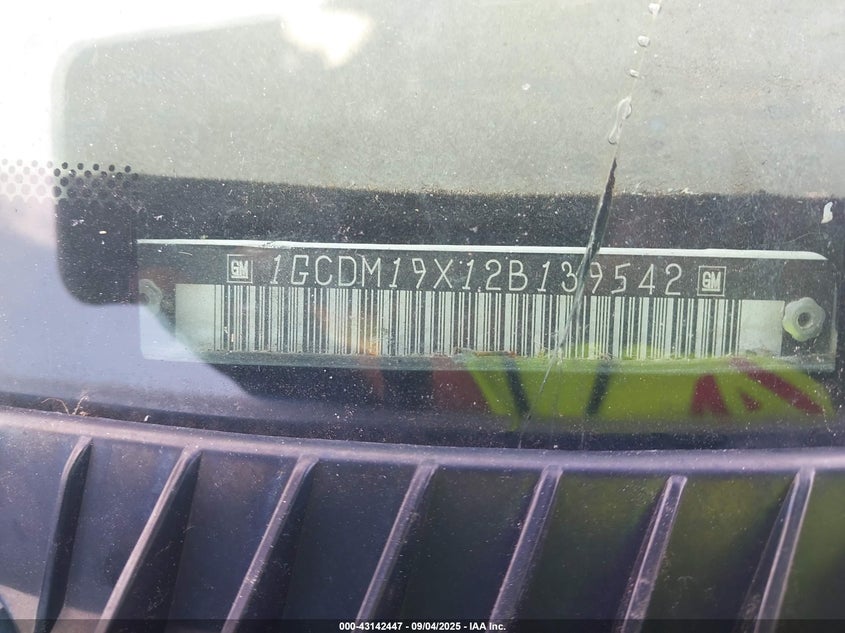 GM 1GCDM19X12B139542 GM
000-43142447 - 09/04/2025 - IAA Inc.